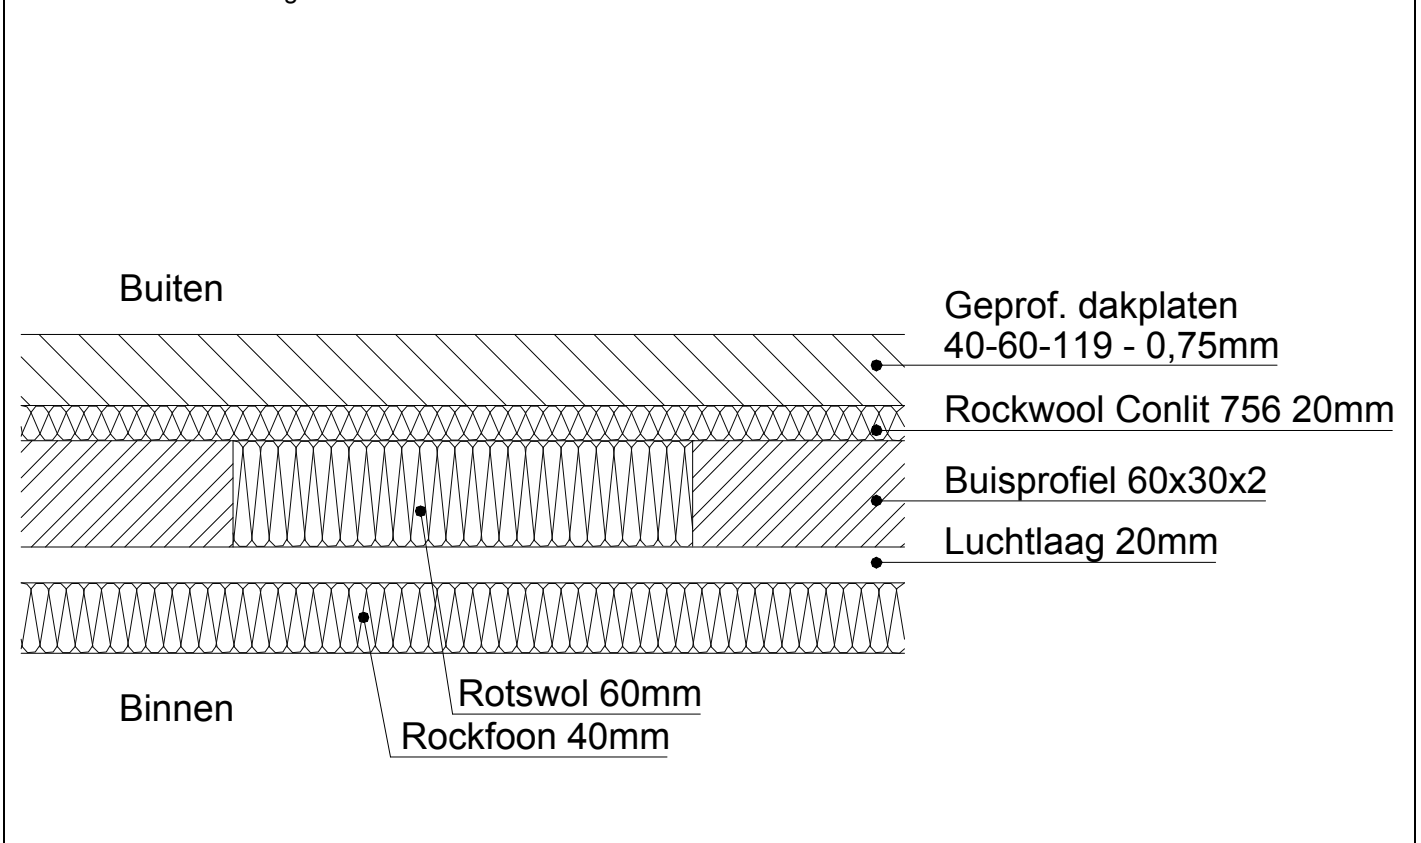 Buiten
Geprof. dakplaten
40-60-119 - 0,75mm
Rockwool Conlit 756 20mm
Buisprofiel 60x30x2
Luchtlaag 20mm
Rotswol 60mm
Binnen
Rockfoon 40mm